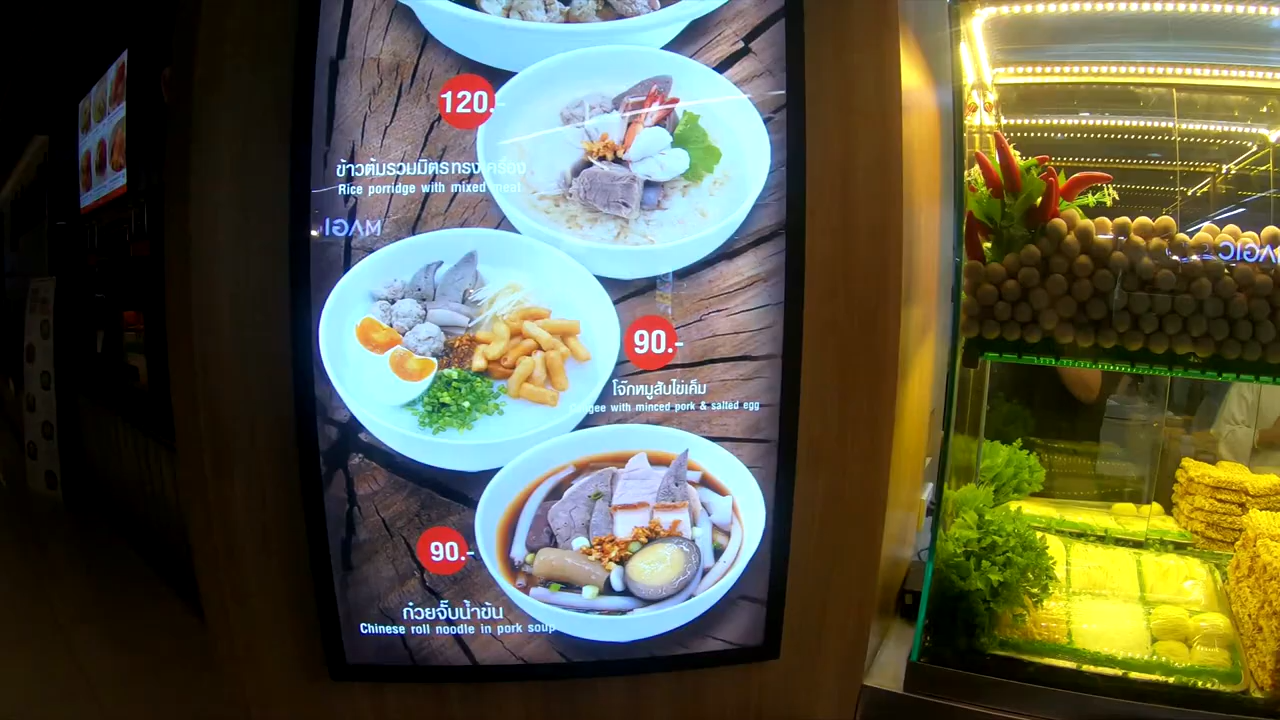 120.-
ข้าวต้มรวมมิตรทรงเครื่อง
Rice porridge with mixed meat
90.-
โจ๊กหมูสับไข่เค็ม
Congee with minced pork & salted egg
90.-
ก๋วยจั๊บน้ำข้น
Chinese roll noodle in pork soup